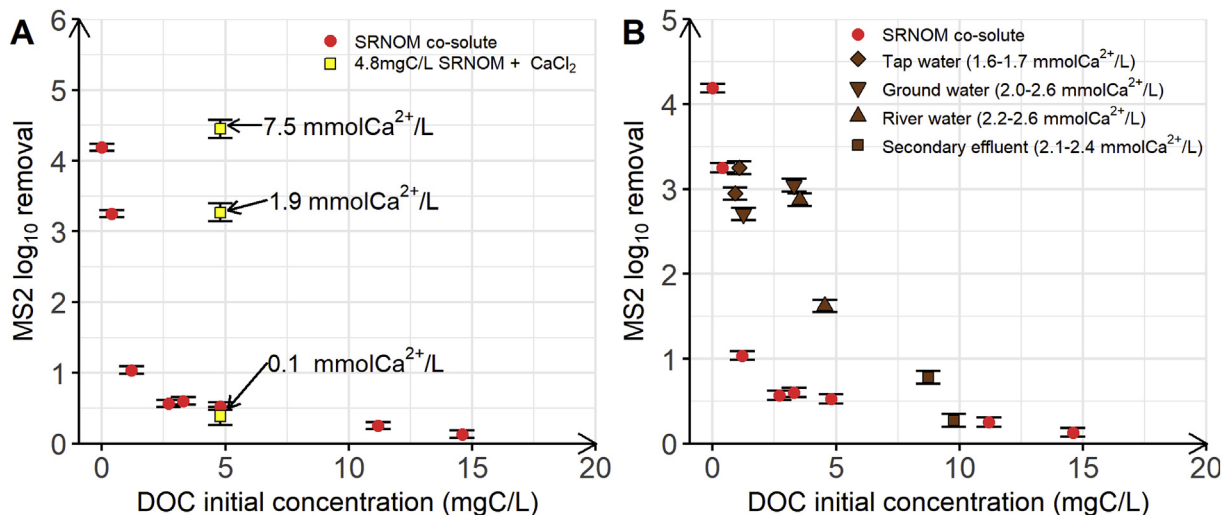 A
SRNOM co-solute
4.8mgC/L SRNOM + CaCl₂
7.5 mmolCa²⁺/L
1.9 mmolCa²⁺/L
0.1 mmolCa²⁺/L
MS2 log₁₀ removal
6
5
4
3
2
1
0
0
5
10
15
20
DOC initial concentration (mgC/L)
B
SRNOM co-solute
Tap water (1.6-1.7 mmolCa²⁺/L)
Ground water (2.0-2.6 mmolCa²⁺/L)
River water (2.2-2.6 mmolCa²⁺/L)
Secondary effluent (2.1-2.4 mmolCa²⁺/L)
MS2 log₁₀ removal
5
4
3
2
1
0
0
5
10
15
20
DOC initial concentration (mgC/L)